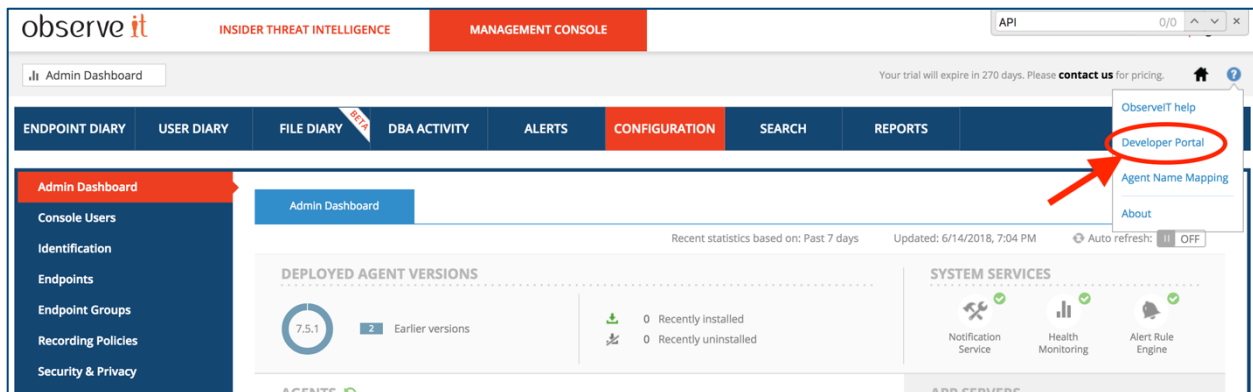 observe it
INSIDER THREAT INTELLIGENCE
MANAGEMENT CONSOLE
API
0/0
Admin Dashboard
Your trial will expire in 270 days. Please contact us for pricing.
ObserveIT help
Developer Portal
Agent Name Mapping
About
ENDPOINT DIARY
USER DIARY
FILE DIARY
BETA
DBA ACTIVITY
ALERTS
CONFIGURATION
SEARCH
REPORTS
Admin Dashboard
Console Users
Identification
Endpoints
Endpoint Groups
Recording Policies
Security & Privacy
Admin Dashboard
Recent statistics based on: Past 7 days
Updated: 6/14/2018, 7:04 PM
Auto refresh:
OFF
DEPLOYED AGENT VERSIONS
7.5.1
2 Earlier versions
0 Recently installed
0 Recently uninstalled
SYSTEM SERVICES
Notification
Service
Health
Monitoring
Alert Rule
Engine
AGENTS
APP SERVERS